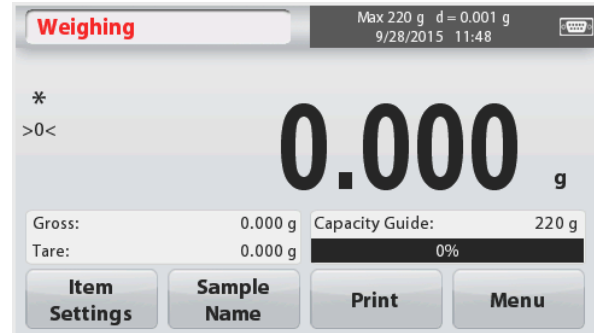 Weighing
Max 220 g d = 0.001 g
9/28/2015 11:48
*
>0<
0.000 g
Gross: 0.000 g
Tare: 0.000 g
Capacity Guide: 220 g
0%
Item
Settings
Sample
Name
Print
Menu